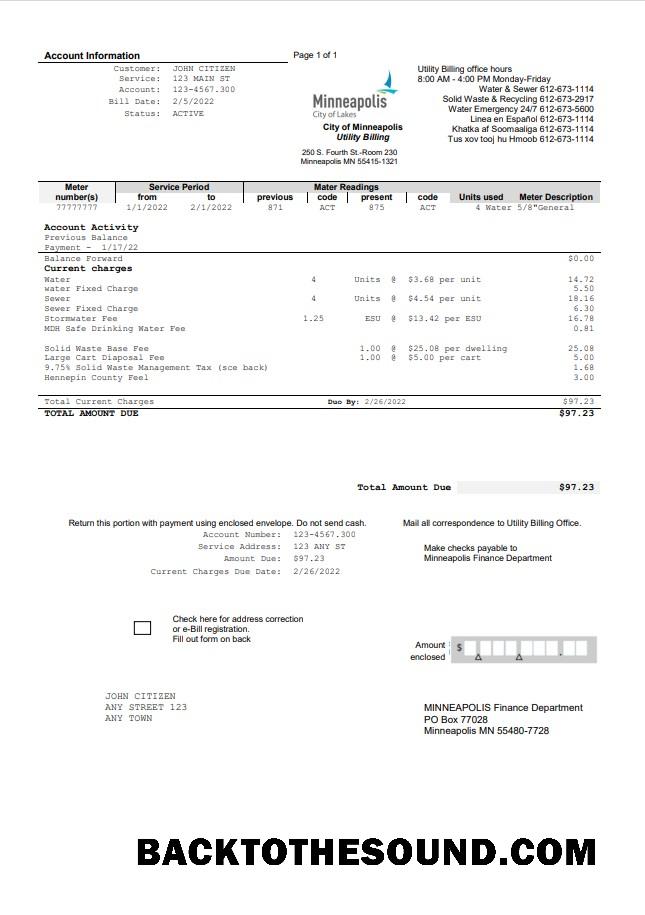 Account Information
Page 1 of 1
Customer: JOHN CITIZEN
Service: 123 MAIN ST
Account: 123-4567.300
Bill Date: 2/5/2022
Status: ACTIVE
Minneapolis
City of Lakes
City of Minneapolis
Utility Billing
250 S. Fourth St.-Room 230
Minneapolis MN 55415-1321
Utility Billing office hours
8:00 AM - 4:00 PM Monday-Friday
Water & Sewer 612-673-1114
Solid Waste & Recycling 612-673-2917
Water Emergency 24/7 612-673-5600
Linea en Español 612-673-1114
Khatka af Soomaaliga 612-673-1114
Tus xov tooj hu Hmoob 612-673-1114
Meter Service Period Mater Readings
number(s) from to previous code present code Units used Meter Description
77777777 1/1/2022 2/1/2022 871 ACT 875 ACT 4 Water 5/8"General
Account Activity
Previous Balance
Payment - 1/17/22
Balance Forward $0.00
Current charges
Water 4 Units @ $3.68 per unit 14.72
water Fixed Charge 5.50
Sewer 4 Units @ $4.54 per unit 18.16
Sewer Fixed Charge 6.30
Stormwater Fee 1.25 ESU @ $13.42 per ESU 16.78
MDH Safe Drinking Water Fee 0.81
Solid Waste Base Fee 1.00 @ $25.08 per dwelling 25.08
Large Cart Disposal Fee 1.00 @ $5.00 per cart 5.00
9.75% Solid Waste Management Tax (sce back) 1.68
Hennepin County Feel 3.00
Total Current Charges Duo By: 2/26/2022 $97.23
TOTAL AMOUNT DUE $97.23
Total Amount Due $97.23
Return this portion with payment using enclosed envelope. Do not send cash.
Mail all correspondence to Utility Billing Office.
Account Number: 123-4567.300
Service Address: 123 ANY ST
Amount Due: $97.23
Current Charges Due Date: 2/26/2022
Make checks payable to
Minneapolis Finance Department
Check here for address correction
or e-Bill registration.
Fill out form on back
Amount
enclosed
$ .
JOHN CITIZEN
ANY STREET 123
ANY TOWN
MINNEAPOLIS Finance Department
PO Box 77028
Minneapolis MN 55480-7728
BACKTOTHESOUND.COM